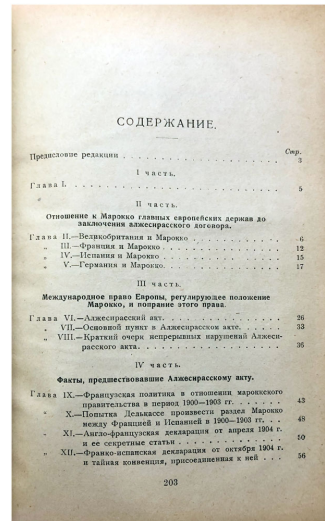 СОДЕРЖАНИЕ.
Стр.
Предисловие редакции . . . . . . . . . . . . . . . . 3
I часть.
Глава I. . . . . . . . . . . . . . . . . . . . . . . 5
II часть.
Отношение к Марокко главных европейских держав до
заключения алжесирасского договора.
Глава II.—Великобритания и Марокко . . . . . . . . . 6
„ III.—Франция и Марокко . . . . . . . . . . . . . 12
„ IV.—Испания и Марокко . . . . . . . . . . . . . 15
„ V.—Германия и Марокко. . . . . . . . . . . . . . 17
III часть.
Международное право Европы, регулирующее положение
Марокко, и попрание этого права.
Глава VI.—Алжесирасский акт. . . . . . . . . . . . . 26
„ VII.—Основной пункт в Алжесирасском акте. . . . . 33
„ VIII.—Краткий очерк непрерывных нарушений Алжеси-
расского акта. . . . . . . . . . . . . . . . . . 36
IV часть.
Факты, предшествовавшие Алжесирасскому акту.
Глава IX.—Французская политика в отношении мароккского
правительства в период 1900—1903 гг. . . . . . . 43
„ X.—Попытка Делькассе произвести раздел Марокко
между Францией и Испанией в 1900—1903 гг. . . . 48
„ XI.—Англо-французская декларация от апреля 1904 г.
и ее секретные статьи . . . . . . . . . . . . . 50
„ XII.—Франко-испанская декларация от октября 1904 г.
и тайная конвенция, присоединенная к ней . . . . 56
203